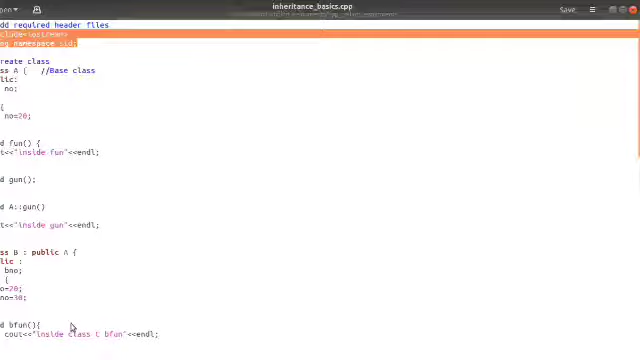 inheritance_basics.cpp
pen
Save
dd required header files
clude<iostream>
ng namespace std;
reate class
ss A { //Base class
lic:
no;
{
no=20;
d fun() {
t<<"inside fun"<<endl;
d gun();
d A::gun()
t<<"inside gun"<<endl;
ss B : public A {
lic :
bno;
{
o=20;
no=30;
d bfun(){
cout<<"inside class C bfun"<<endl;